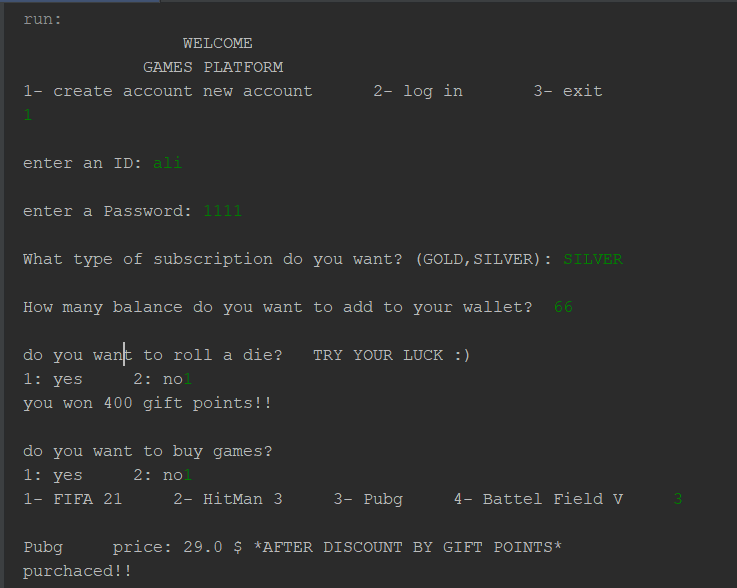 run:
WELCOME
GAMES PLATFORM
1- create account new account      2- log in       3- exit
1
enter an ID: ali
enter a Password: 1111
What type of subscription do you want? (GOLD,SILVER): SILVER
How many balance do you want to add to your wallet?  66
do you want to roll a die?   TRY YOUR LUCK :)
1: yes     2: no1
you won 400 gift points!!
do you want to buy games?
1: yes     2: no1
1- FIFA 21     2- HitMan 3     3- Pubg     4- Battel Field V     3
Pubg     price: 29.0 $ *AFTER DISCOUNT BY GIFT POINTS*
purchaced!!